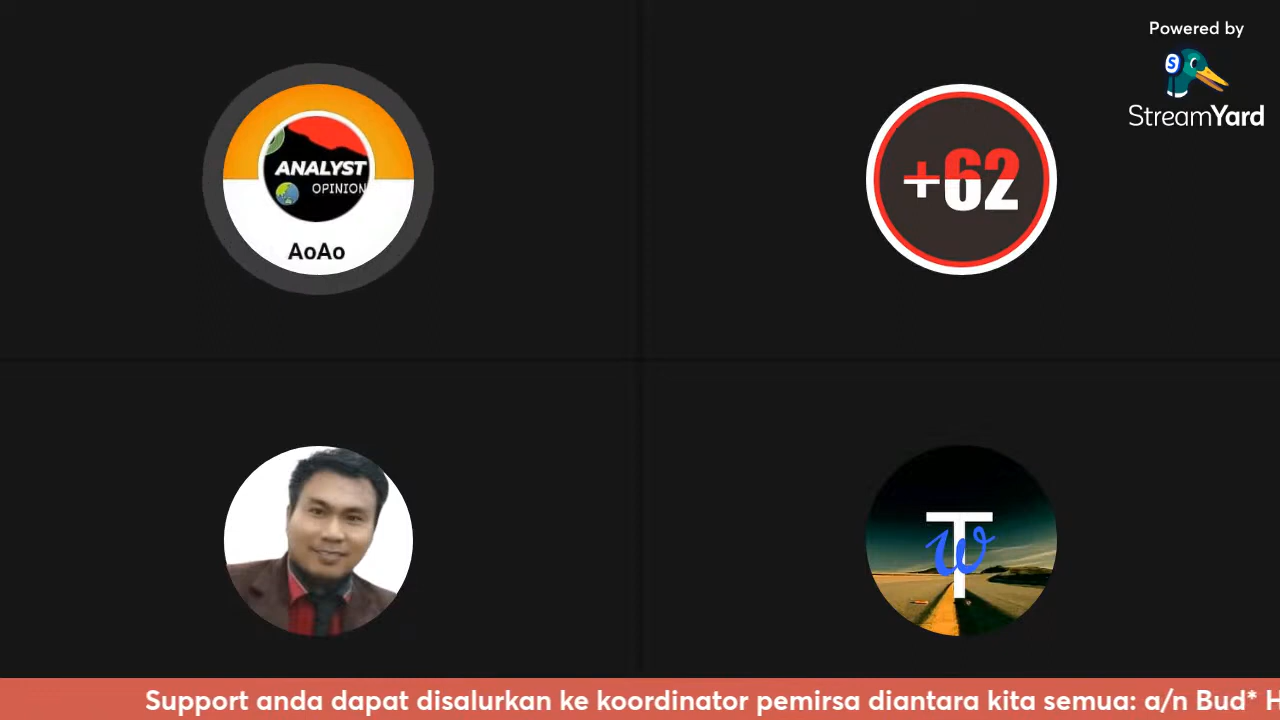 Powered by
S
StreamYard
ANALYST
OPINION
AoAo
+62
T
w
Support anda dapat disalurkan ke koordinator pemirsa diantara kita semua: a/n Bud* H